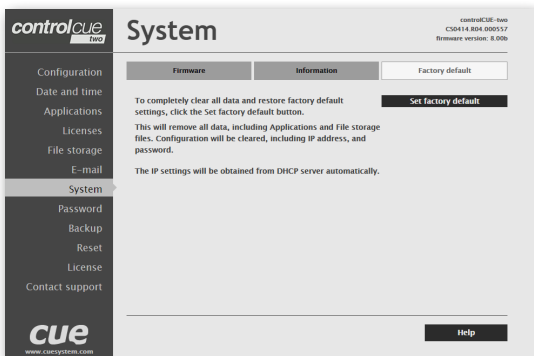 controlcue
two
System
controlCUE-two
CS0414.R04.000557
firmware version: 8.00b
Configuration
Date and time
Applications
Licenses
File storage
E-mail
System
Password
Backup
Reset
License
Contact support
cue
www.cuesystem.com
Firmware
Information
Factory default
To completely clear all data and restore factory default
settings, click the Set factory default button.
Set factory default
This will remove all data, including Applications and File storage
files. Configuration will be cleared, including IP address, and
password.
The IP settings will be obtained from DHCP server automatically.
Help